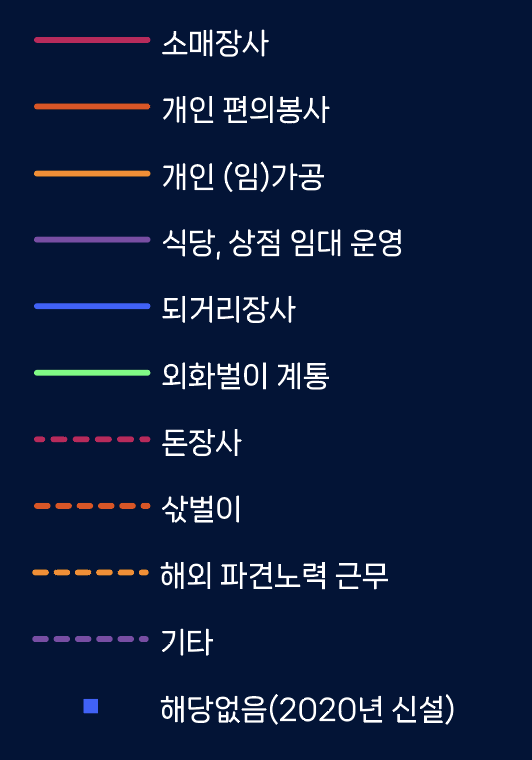 소매장사
개인 편의봉사
개인 (임)가공
식당, 상점 임대 운영
되거리장사
외화벌이 계통
돈장사
삯벌이
해외 파견노력 근무
기타
해당없음(2020년 신설)